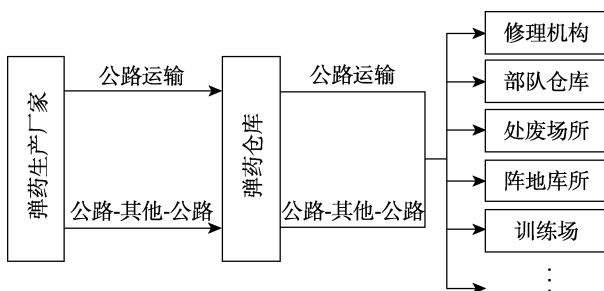 弹药生产厂家
公路运输
公路-其他-公路
弹药仓库
公路运输
公路-其他-公路
修理机构
部队仓库
处废场所
阵地库所
训练场
⋮